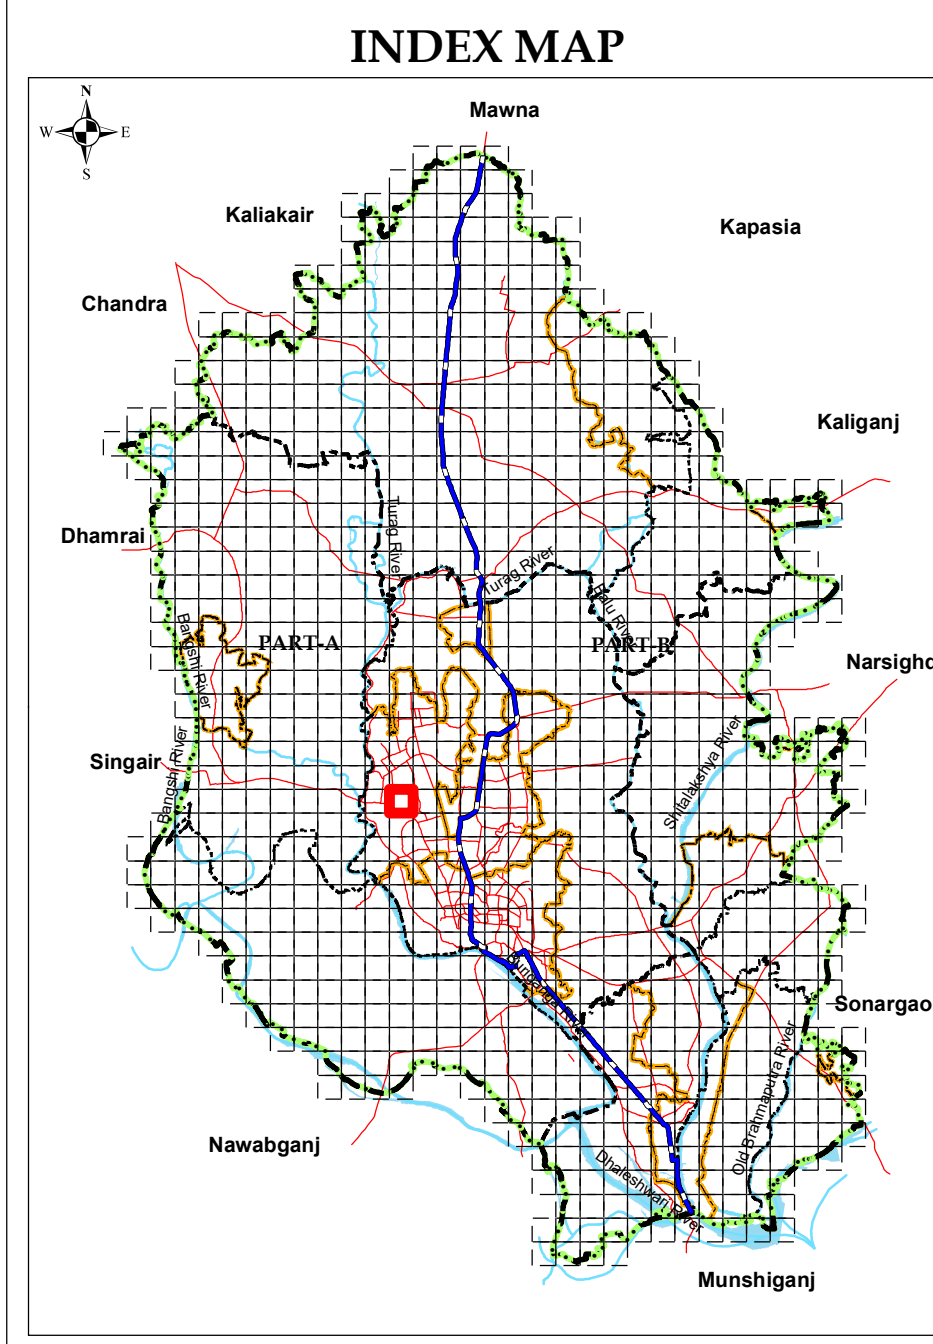 INDEX MAP
N
W E
S
Mawna
Kaliakair
Kapasia
Chandra
Kaliganj
Dhamrai
Turag River
Turag River
Balu River
Bangshi River
PART-A
PART-B
Narsighd
Singair
Bangshi River
Shitalakshya River
Buriganga River
Sonargao
Old Brahmaputra River
Nawabganj
Dhaleshwari River
Munshiganj